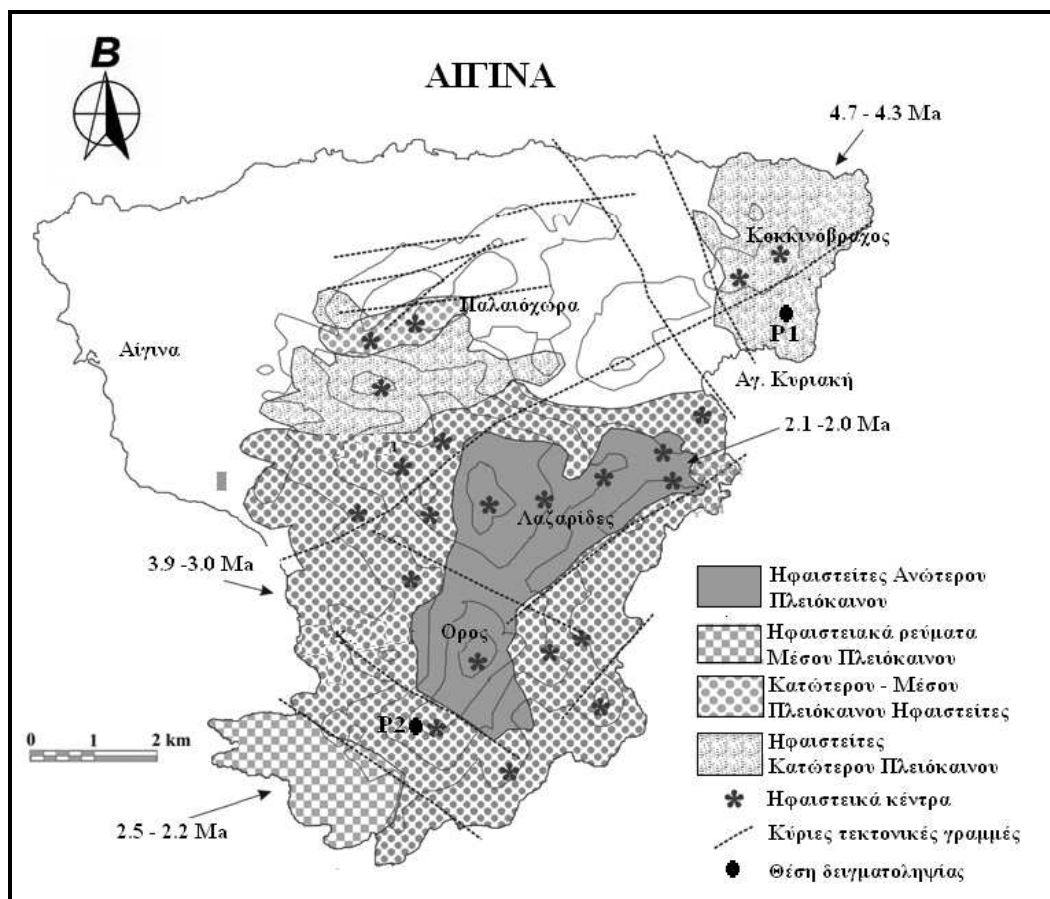 B
ΑΙΓΙΝΑ
4.7 - 4.3 Ma
Κοκκινόβραχος
Παλαιόχωρα
P1
Αίγινα
Αγ. Κυριακή
2.1 -2.0 Ma
Λαζαρίδες
3.9 -3.0 Ma
Ορος
P2
0 1 2 km
2.5 - 2.2 Ma
Ηφαιστείτες Ανώτερου
Πλειόκαινου
Ηφαιστειακά ρεύματα
Μέσου Πλειόκαινου
Κατώτερου - Μέσου
Πλειόκαινου Ηφαιστείτες
Ηφαιστείτες
Κατώτερου Πλειόκαινου
Ηφαιστεικά κέντρα
Κύριες τεκτονικές γραμμές
Θέση δειγματοληψίας